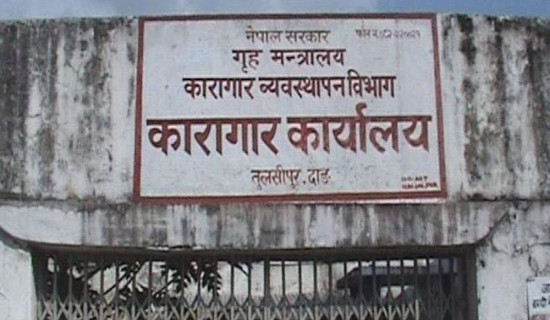 नेपाल सरकार
गृह मन्त्रालय
कारागार व्यवस्थापन विभाग
कारागार कार्यालय
तुलसीपुर, दाङ